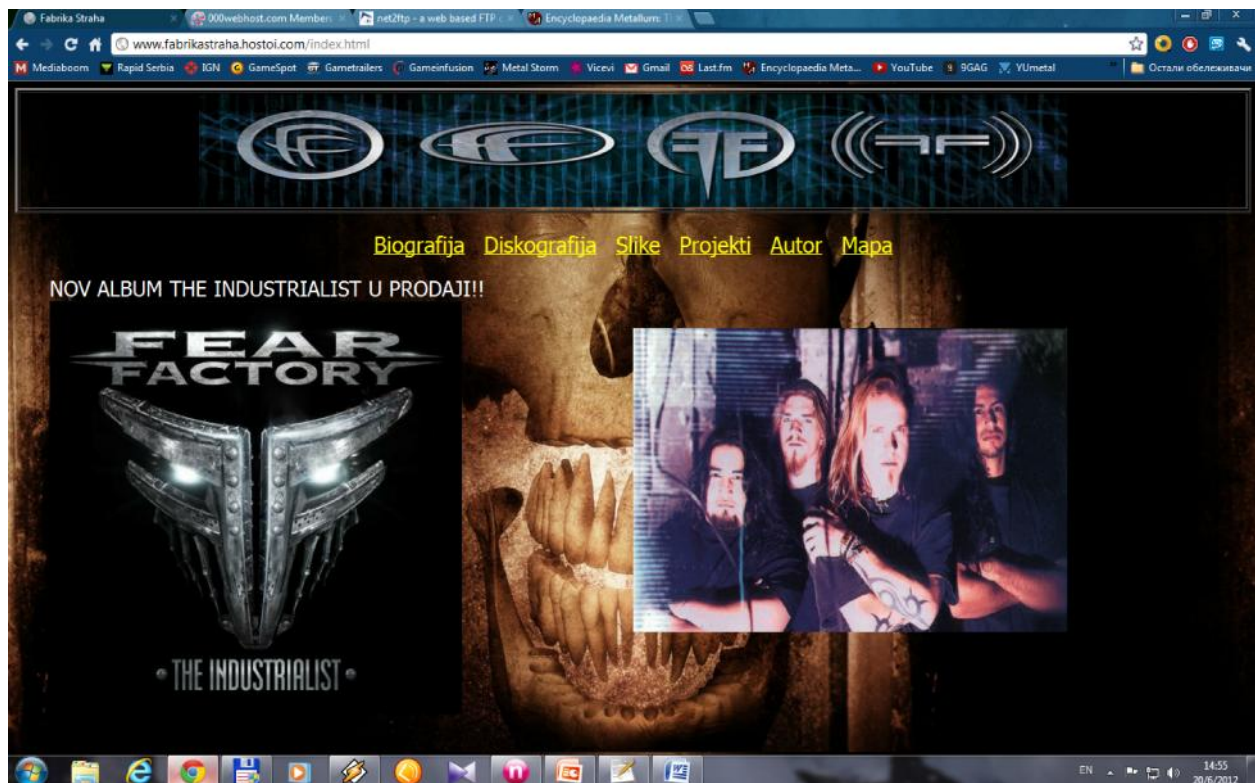 Fabrika Straha
000webhost.com Members
net2ftp - a web based FTP c
Encyclopaedia Metallum: T
www.fabrikastraha.hostoi.com/index.html
Mediaboom Rapid Serbia IGN GameSpot Gametrailers Gameinfusion Metal Storm Vicevi Gmail Last.fm Encyclopaedia Meta... YouTube 9GAG YUmetal Остали обележивачи
Biografija Diskografija Slike Projekti Autor Mapa
NOV ALBUM THE INDUSTRIALIST U PRODAJI!!
FEAR
FACTORY
• THE INDUSTRIALIST •
EN 14:55
20/6/2012